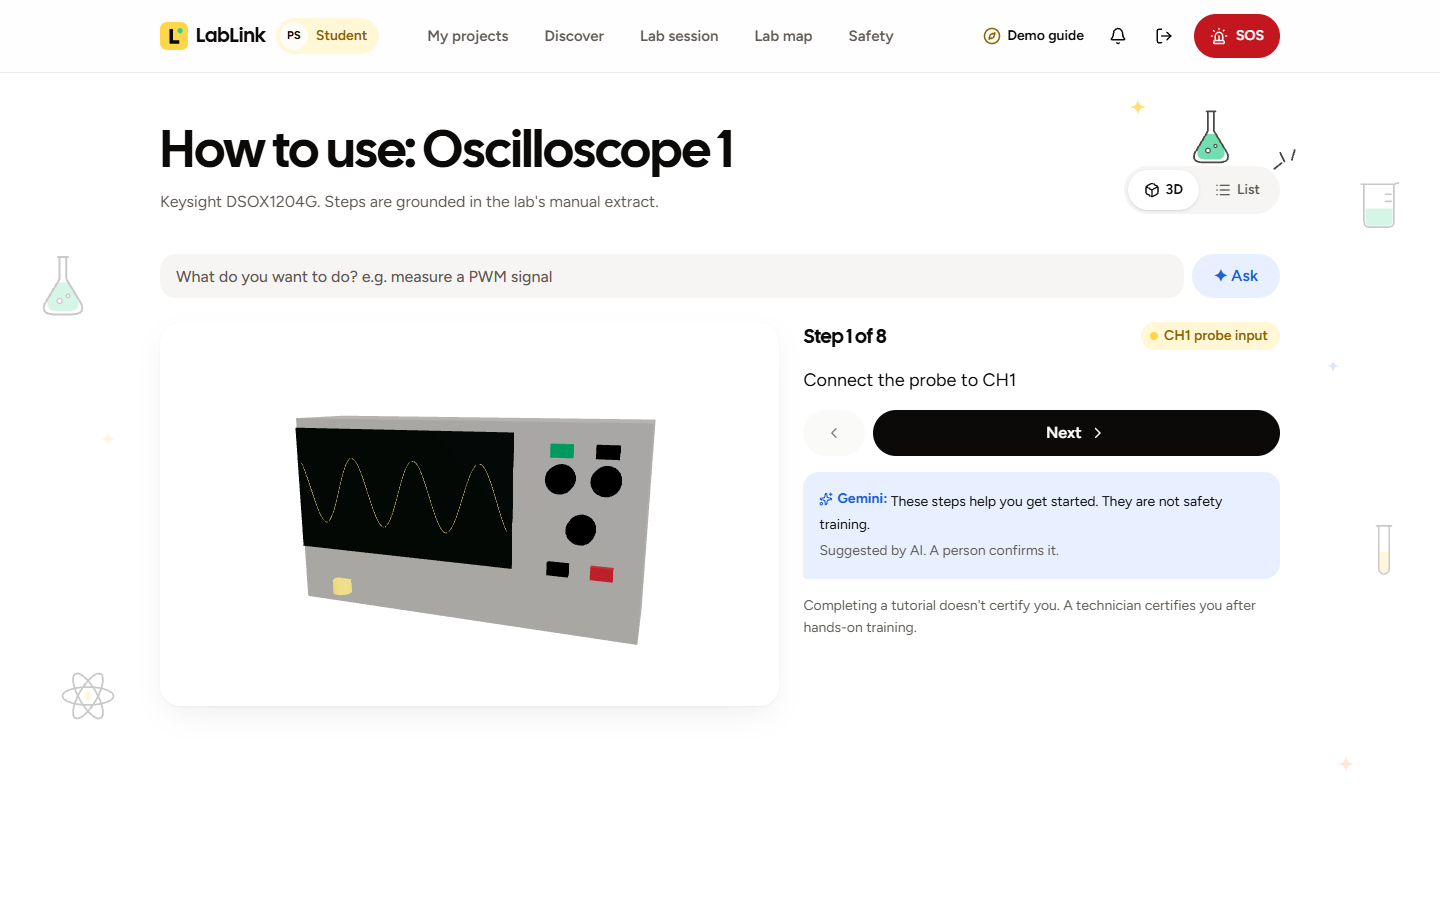 LabLink
PS Student
My projects
Discover
Lab session
Lab map
Safety
Demo guide
SOS
How to use: Oscilloscope 1
Keysight DSOX1204G. Steps are grounded in the lab's manual extract.
3D
List
What do you want to do? e.g. measure a PWM signal
Ask
Step 1 of 8
CH1 probe input
Connect the probe to CH1
Next
Gemini: These steps help you get started. They are not safety
training.
Suggested by AI. A person confirms it.
Completing a tutorial doesn't certify you. A technician certifies you after
hands-on training.